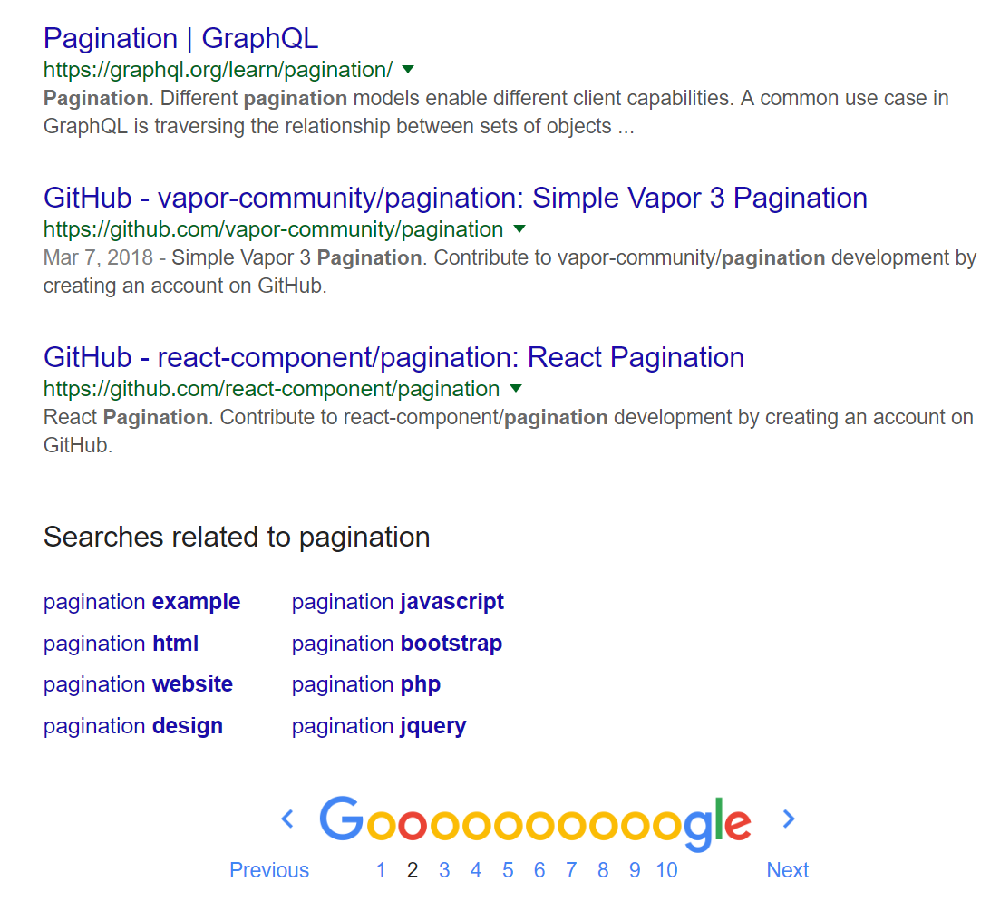 Pagination | GraphQL
https://graphql.org/learn/pagination/
Pagination. Different pagination models enable different client capabilities. A common use case in
GraphQL is traversing the relationship between sets of objects ...
GitHub - vapor-community/pagination: Simple Vapor 3 Pagination
https://github.com/vapor-community/pagination
Mar 7, 2018 - Simple Vapor 3 Pagination. Contribute to vapor-community/pagination development by
creating an account on GitHub.
GitHub - react-component/pagination: React Pagination
https://github.com/react-component/pagination
React Pagination. Contribute to react-component/pagination development by creating an account on
GitHub.
Searches related to pagination
pagination example pagination javascript
pagination html pagination bootstrap
pagination website pagination php
pagination design pagination jquery
Goooooooooogle
Previous 1 2 3 4 5 6 7 8 9 10 Next